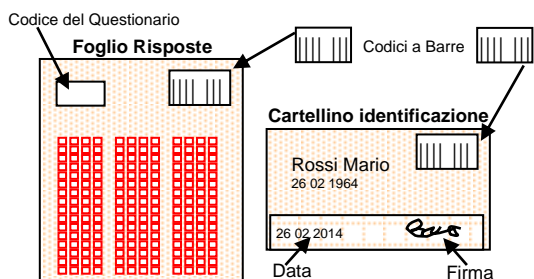 Codice del Questionario
Foglio Risposte
Codici a Barre
Cartellino identificazione
Rossi Mario
26 02 1964
26 02 2014
Data
Firma